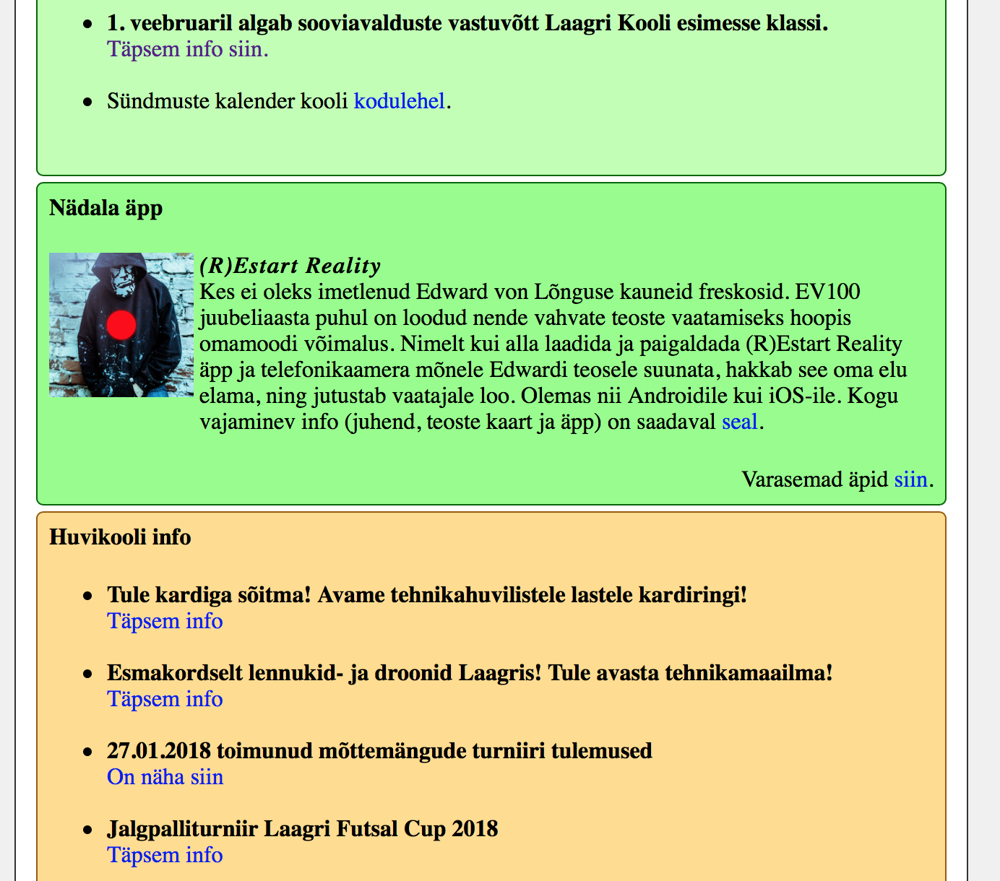 1. veebruaril algab sooviavalduste vastuvõtt Laagri Kooli esimesse klassi.
Täpsem info siin.
Sündmuste kalender kooli kodulehel.
Nädala äpp
(R)Estart Reality
Kes ei oleks imetlenud Edward von Lõnguse kauneid freskosid. EV100
juubeliaasta puhul on loodud nende vahvate teoste vaatamiseks hoopis
omamoodi võimalus. Nimelt kui alla laadida ja paigaldada (R)Estart Reality
äpp ja telefonikaamera mõnele Edwardi teosele suunata, hakkab see oma elu
elama, ning jutustab vaatajale loo. Olemas nii Androidile kui iOS-ile. Kogu
vajaminev info (juhend, teoste kaart ja äpp) on saadaval seal.
Varasemad äpid siin.
Huvikooli info
Tule kardiga sõitma! Avame tehnikahuvilistele lastele kardiringi!
Täpsem info
Esmakordselt lennukid- ja droonid Laagris! Tule avasta tehnikamaailma!
Täpsem info
27.01.2018 toimunud mõttemängude turniiri tulemused
On näha siin
Jalgpalliturniir Laagri Futsal Cup 2018
Täpsem info